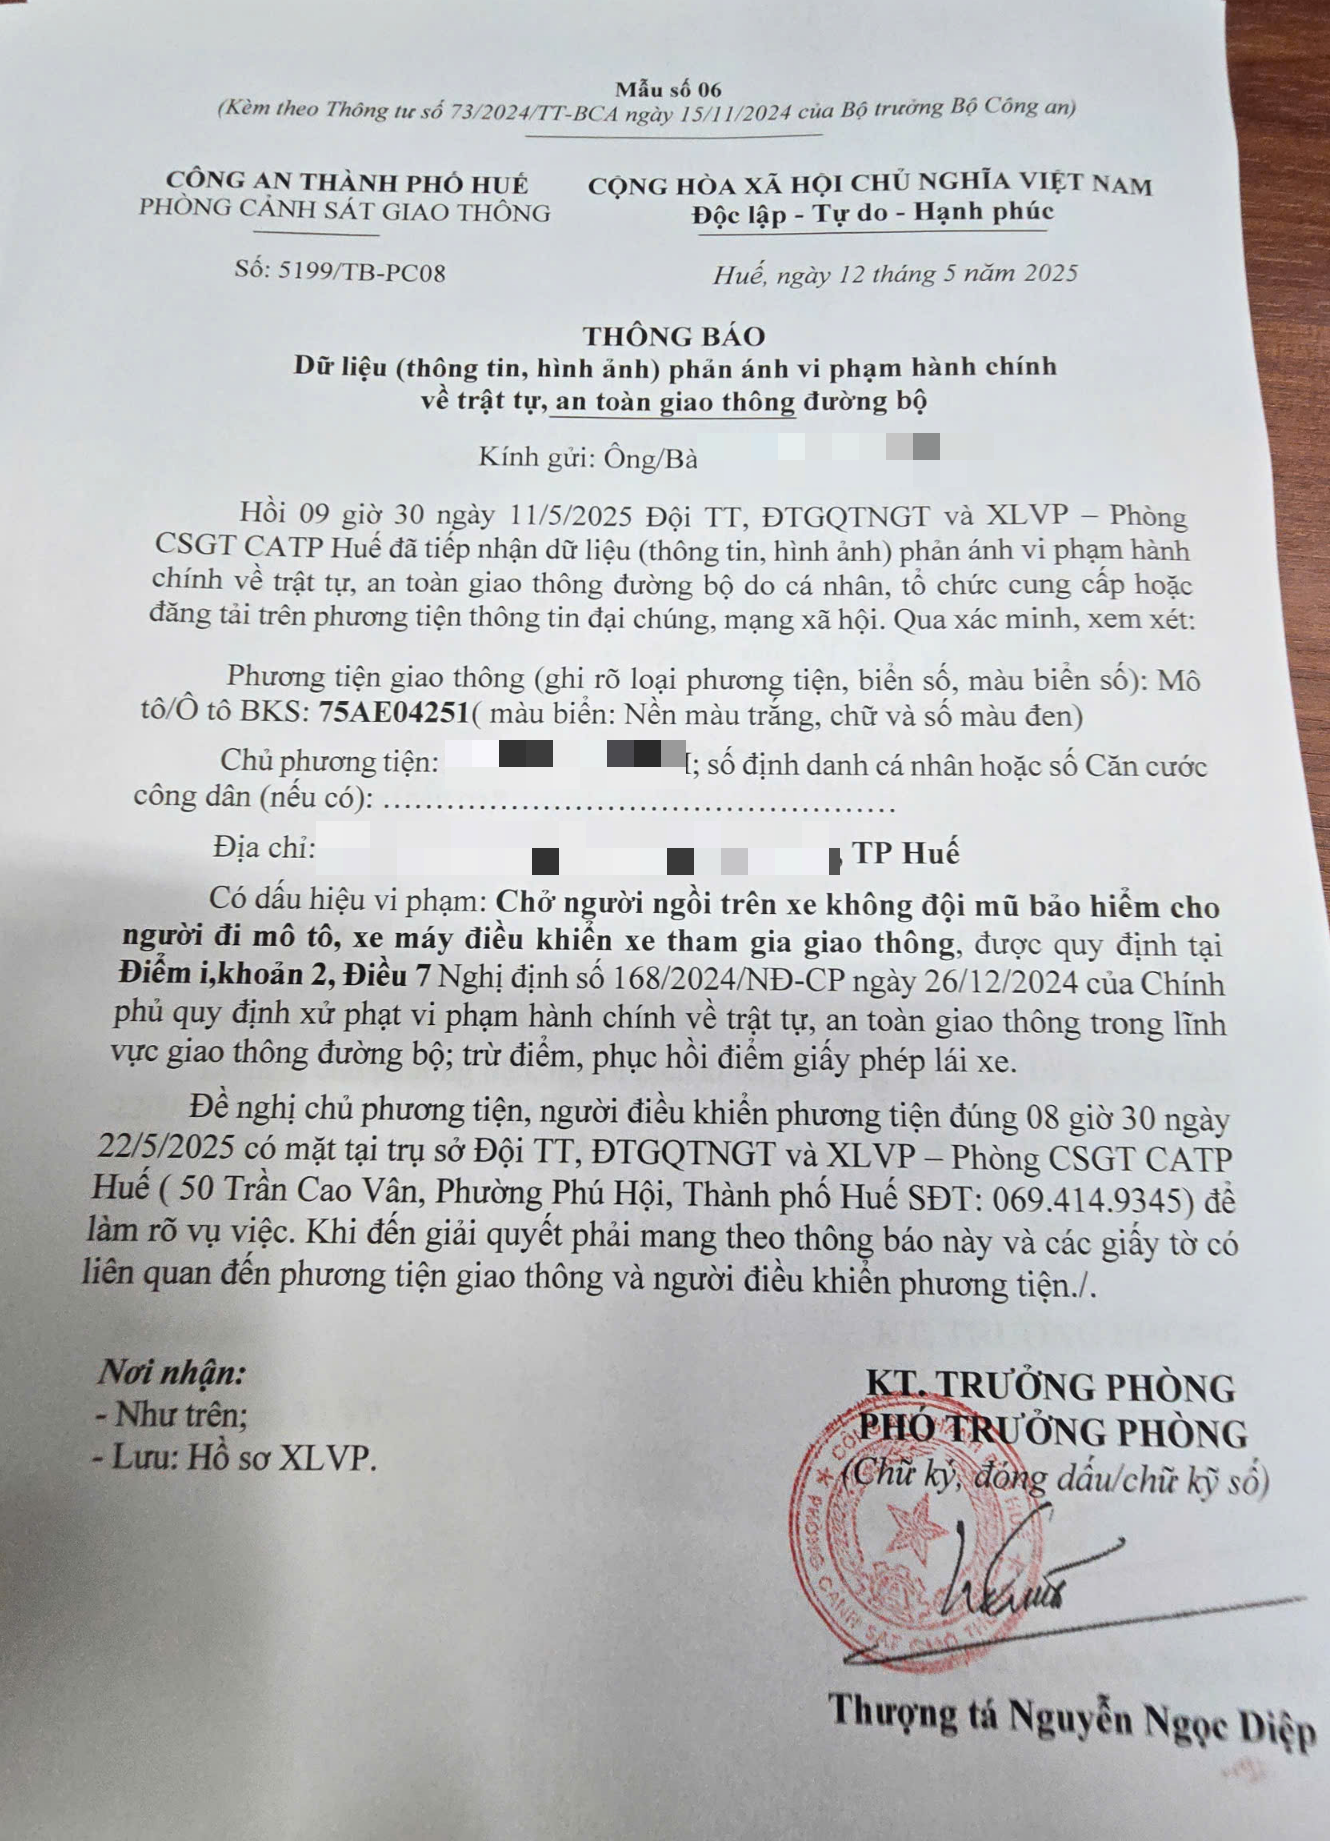 Mẫu số 06
(Kèm theo Thông tư số 73/2024/TT-BCA ngày 15/11/2024 của Bộ trưởng Bộ Công an)
CÔNG AN THÀNH PHỐ HUẾ
PHÒNG CẢNH SÁT GIAO THÔNG
CỘNG HÒA XÃ HỘI CHỦ NGHĨA VIỆT NAM
Độc lập - Tự do - Hạnh phúc
Số: 5199/TB-PC08
Huế, ngày 12 tháng 5 năm 2025
THÔNG BÁO
Dữ liệu (thông tin, hình ảnh) phản ánh vi phạm hành chính
về trật tự, an toàn giao thông đường bộ
Kính gửi: Ông/Bà
Hồi 09 giờ 30 ngày 11/5/2025 Đội TT, ĐTGQTNGT và XLVP – Phòng
CSGT CATP Huế đã tiếp nhận dữ liệu (thông tin, hình ảnh) phản ánh vi phạm hành
chính về trật tự, an toàn giao thông đường bộ do cá nhân, tổ chức cung cấp hoặc
đăng tải trên phương tiện thông tin đại chúng, mạng xã hội. Qua xác minh, xem xét:
Phương tiện giao thông (ghi rõ loại phương tiện, biển số, màu biển số): Mô
tô/Ô tô BKS: 75AE04251( màu biển: Nền màu trắng, chữ và số màu đen)
Chủ phương tiện: ; số định danh cá nhân hoặc số Căn cước
công dân (nếu có): ................................................
Địa chỉ: , TP Huế
Có dấu hiệu vi phạm: Chở người ngồi trên xe không đội mũ bảo hiểm cho
người đi mô tô, xe máy điều khiển xe tham gia giao thông, được quy định tại
Điểm i,khoản 2, Điều 7 Nghị định số 168/2024/NĐ-CP ngày 26/12/2024 của Chính
phủ quy định xử phạt vi phạm hành chính về trật tự, an toàn giao thông trong lĩnh
vực giao thông đường bộ; trừ điểm, phục hồi điểm giấy phép lái xe.
Đề nghị chủ phương tiện, người điều khiển phương tiện đúng 08 giờ 30 ngày
22/5/2025 có mặt tại trụ sở Đội TT, ĐTGQTNGT và XLVP – Phòng CSGT CATP
Huế ( 50 Trần Cao Vân, Phường Phú Hội, Thành phố Huế SĐT: 069.414.9345) để
làm rõ vụ việc. Khi đến giải quyết phải mang theo thông báo này và các giấy tờ có
liên quan đến phương tiện giao thông và người điều khiển phương tiện./.
Nơi nhận:
- Như trên;
- Lưu: Hồ sơ XLVP.
KT. TRƯỞNG PHÒNG
PHÓ TRƯỞNG PHÒNG
(Chữ ký, đóng dấu/chữ ký số)
Thượng tá Nguyễn Ngọc Diệp